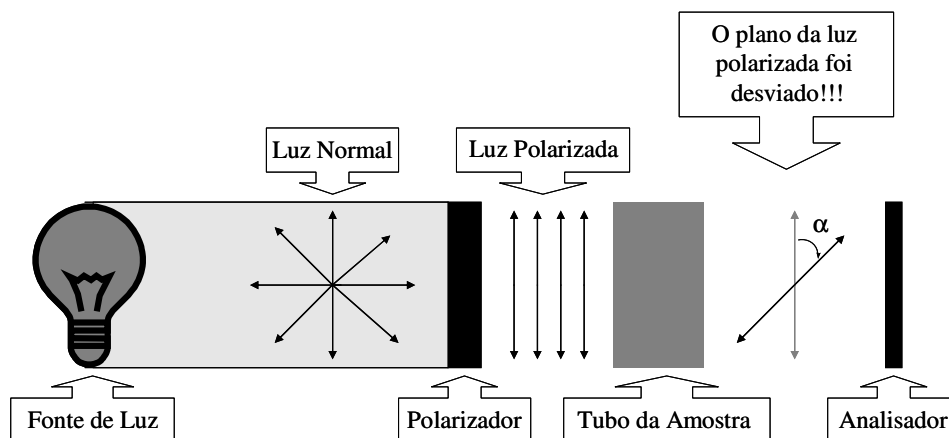 O plano da luz
polarizada foi
desviado!!!
Luz Normal
Luz Polarizada
α
Fonte de Luz
Polarizador
Tubo da Amostra
Analisador